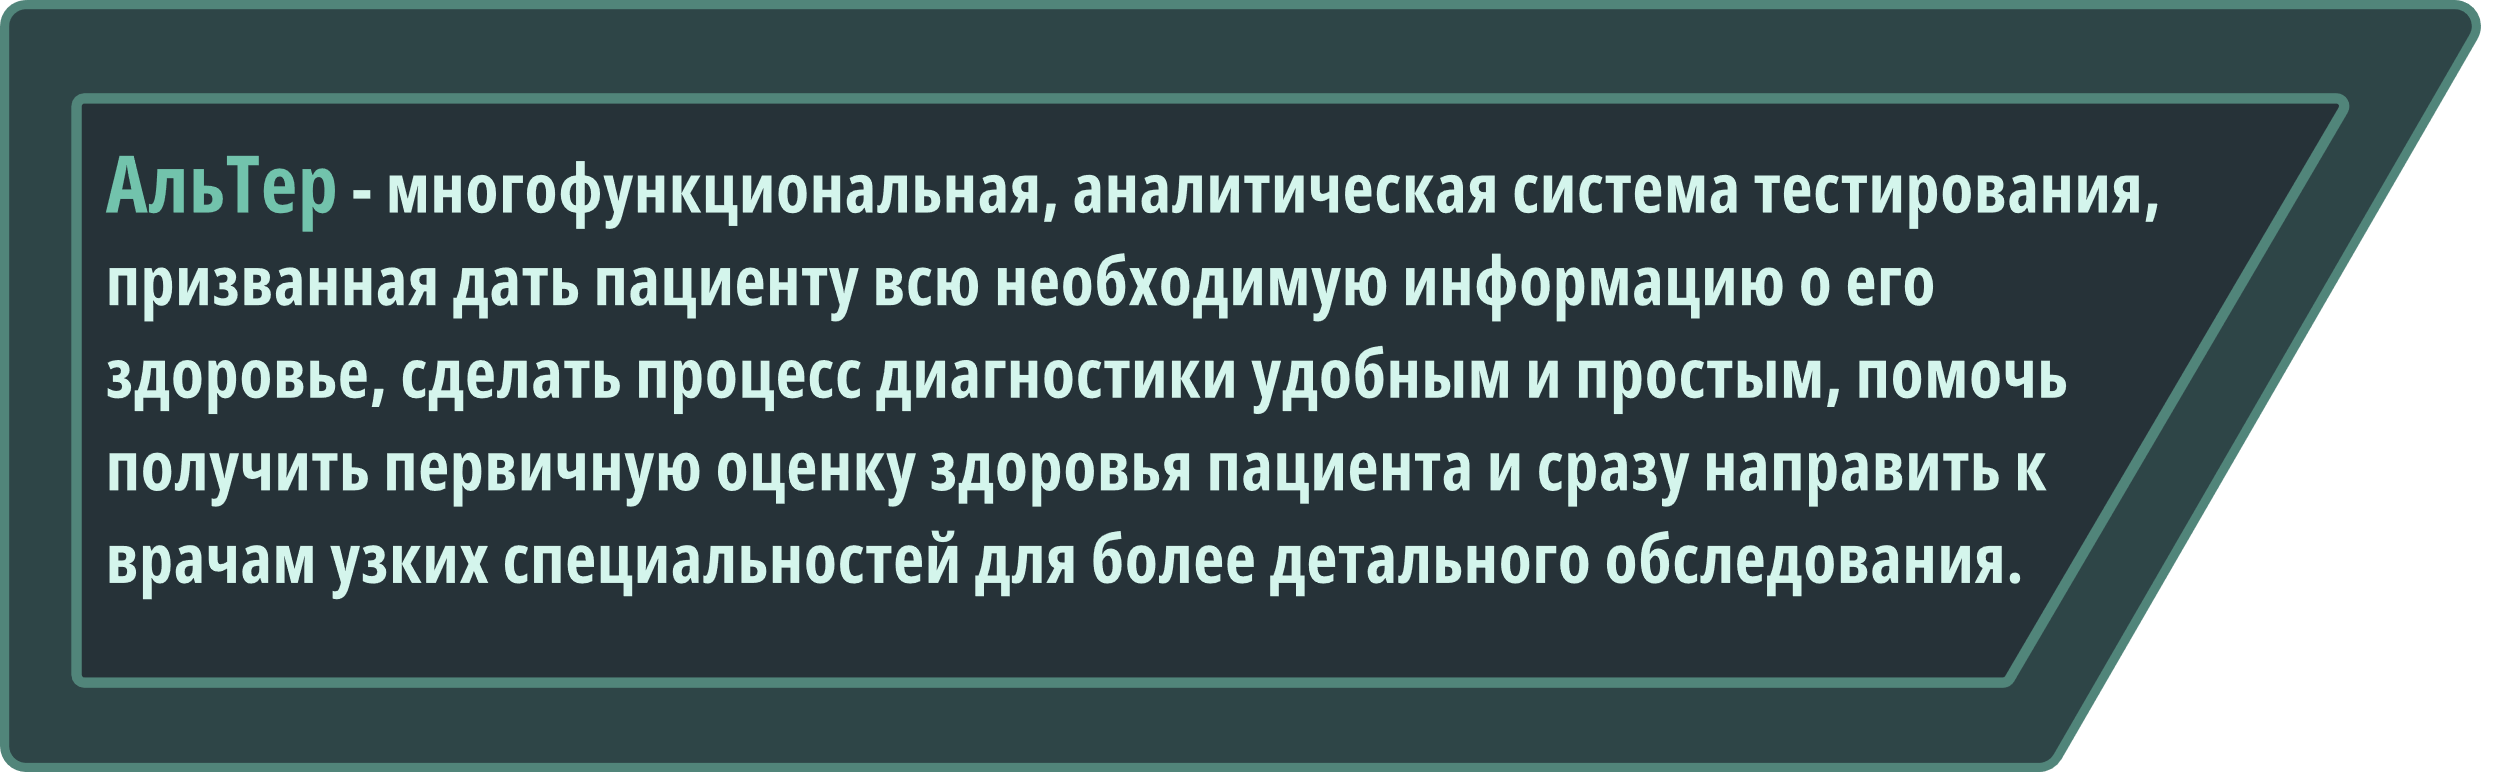 АльТер - многофункциональная, аналитическая система тестирования,
призванная дать пациенту всю необходимую информацию о его
здоровье, сделать процесс диагностики удобным и простым, помочь
получить первичную оценку здоровья пациента и сразу направить к
врачам узких специальностей для более детального обследования.